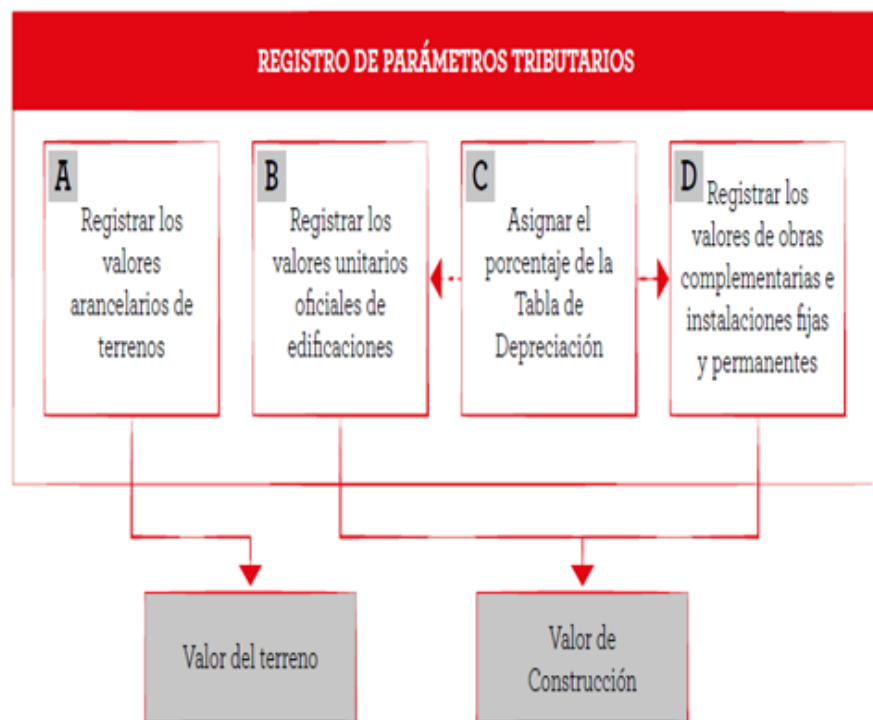 REGISTRO DE PARÁMETROS TRIBUTARIOS
A
Registrar los
valores
arancelarios de
terrenos
B
Registrar los
valores unitarios
oficiales de
edificaciones
C
Asignar el
porcentaje de la
Tabla de
Depreciación
D
Registrar los
valores de obras
complementarias e
instalaciones fijas
y permanentes
Valor del terreno
Valor de
Construcción